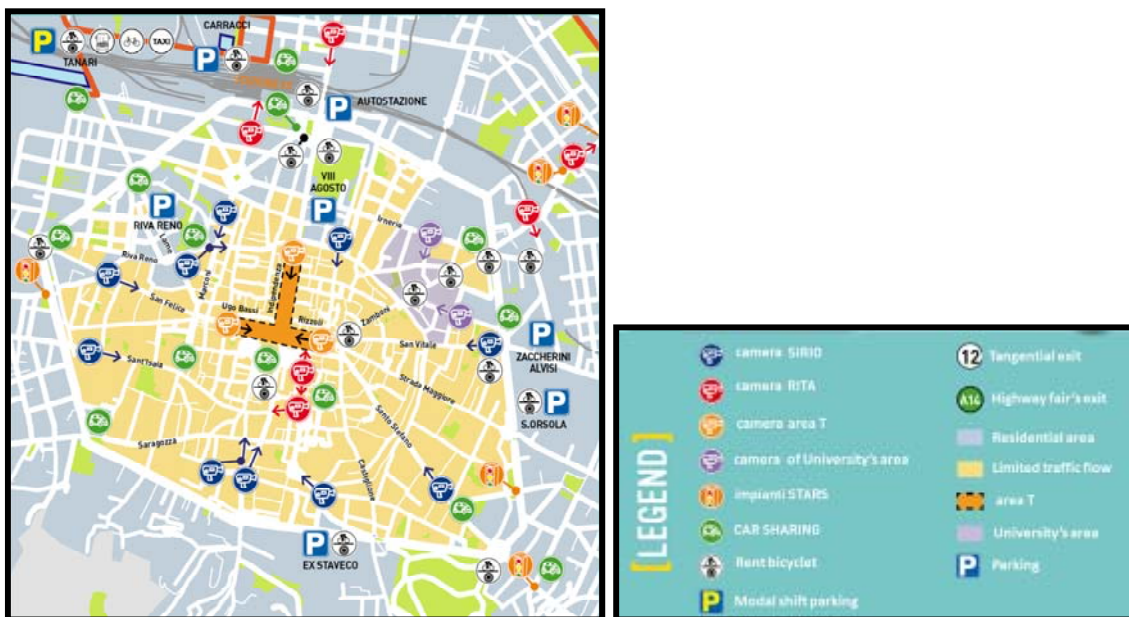 CARRACCI
P
TAXI
TANARI
P
P
AUTOSTAZIONE
VIII
AGOSTO
P
P
RIVA RENO
Irnerio
Lame
Riva Reno
Marconi
Indipendenza
San Felice
Ugo Bassi
Rizzoli
Zamboni
San Vitale
P
ZACCHERINI
ALVISI
Sant'Isaia
Strada Maggiore
P
S.ORSOLA
Santo Stefano
Saragozza
Castiglione
P
EX STAVECO
[LEGEND]
camera SIRIO
camera RITA
camera area T
camera of University's area
impianti STARS
CAR SHARING
Rent bicyclet
P Modal shift parking
12 Tangential exit
A14 Highway fair's exit
Residential area
Limited traffic flow
area T
University's area
P Parking